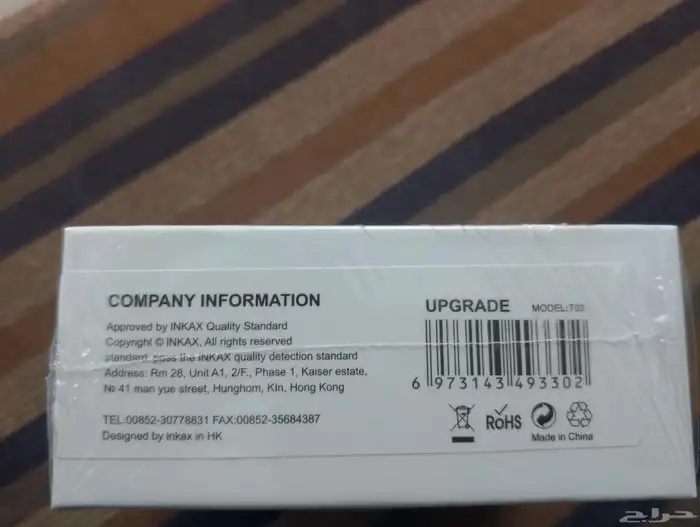 COMPANY INFORMATION
Approved by INKAX Quality Standard
Copyright © INKAX, All rights reserved
standard, pass the INKAX quality detection standard
Address: Rm 28, Unit A1, 2/F., Phase 1, Kaiser estate,
№ 41 man yue street, Hunghom, Kln, Hong Kong
TEL:00852-30778831 FAX:00852-35684387
Designed by inkax in HK
UPGRADE MODEL:T03
6 973143 493302
RoHS
Made in China
حراج